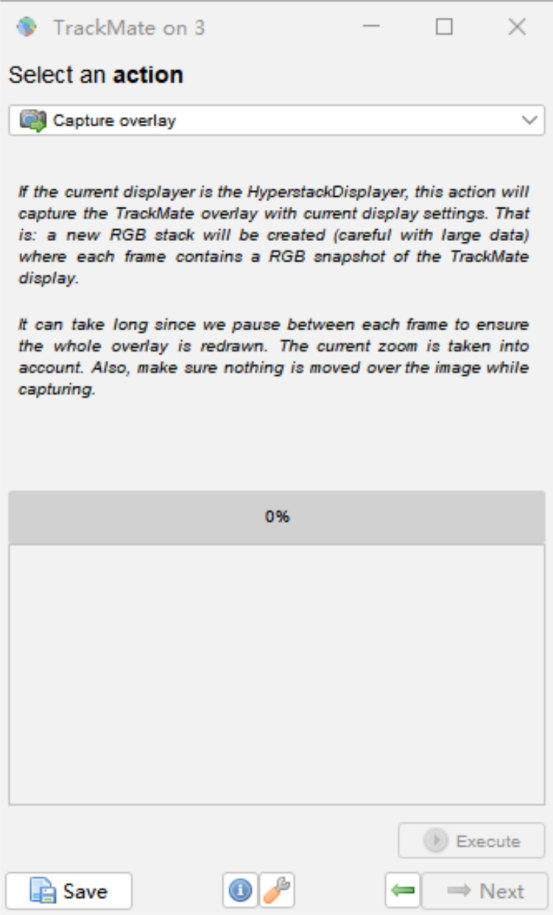 TrackMate on 3
Select an action
Capture overlay
If the current displayer is the HyperstackDisplayer, this action will
capture the TrackMate overlay with current display settings. That
is: a new RGB stack will be created (careful with large data)
where each frame contains a RGB snapshot of the TrackMate
display.
It can take long since we pause between each frame to ensure
the whole overlay is redrawn. The current zoom is taken into
account. Also, make sure nothing is moved over the image while
capturing.
0%
Execute
Save
Next